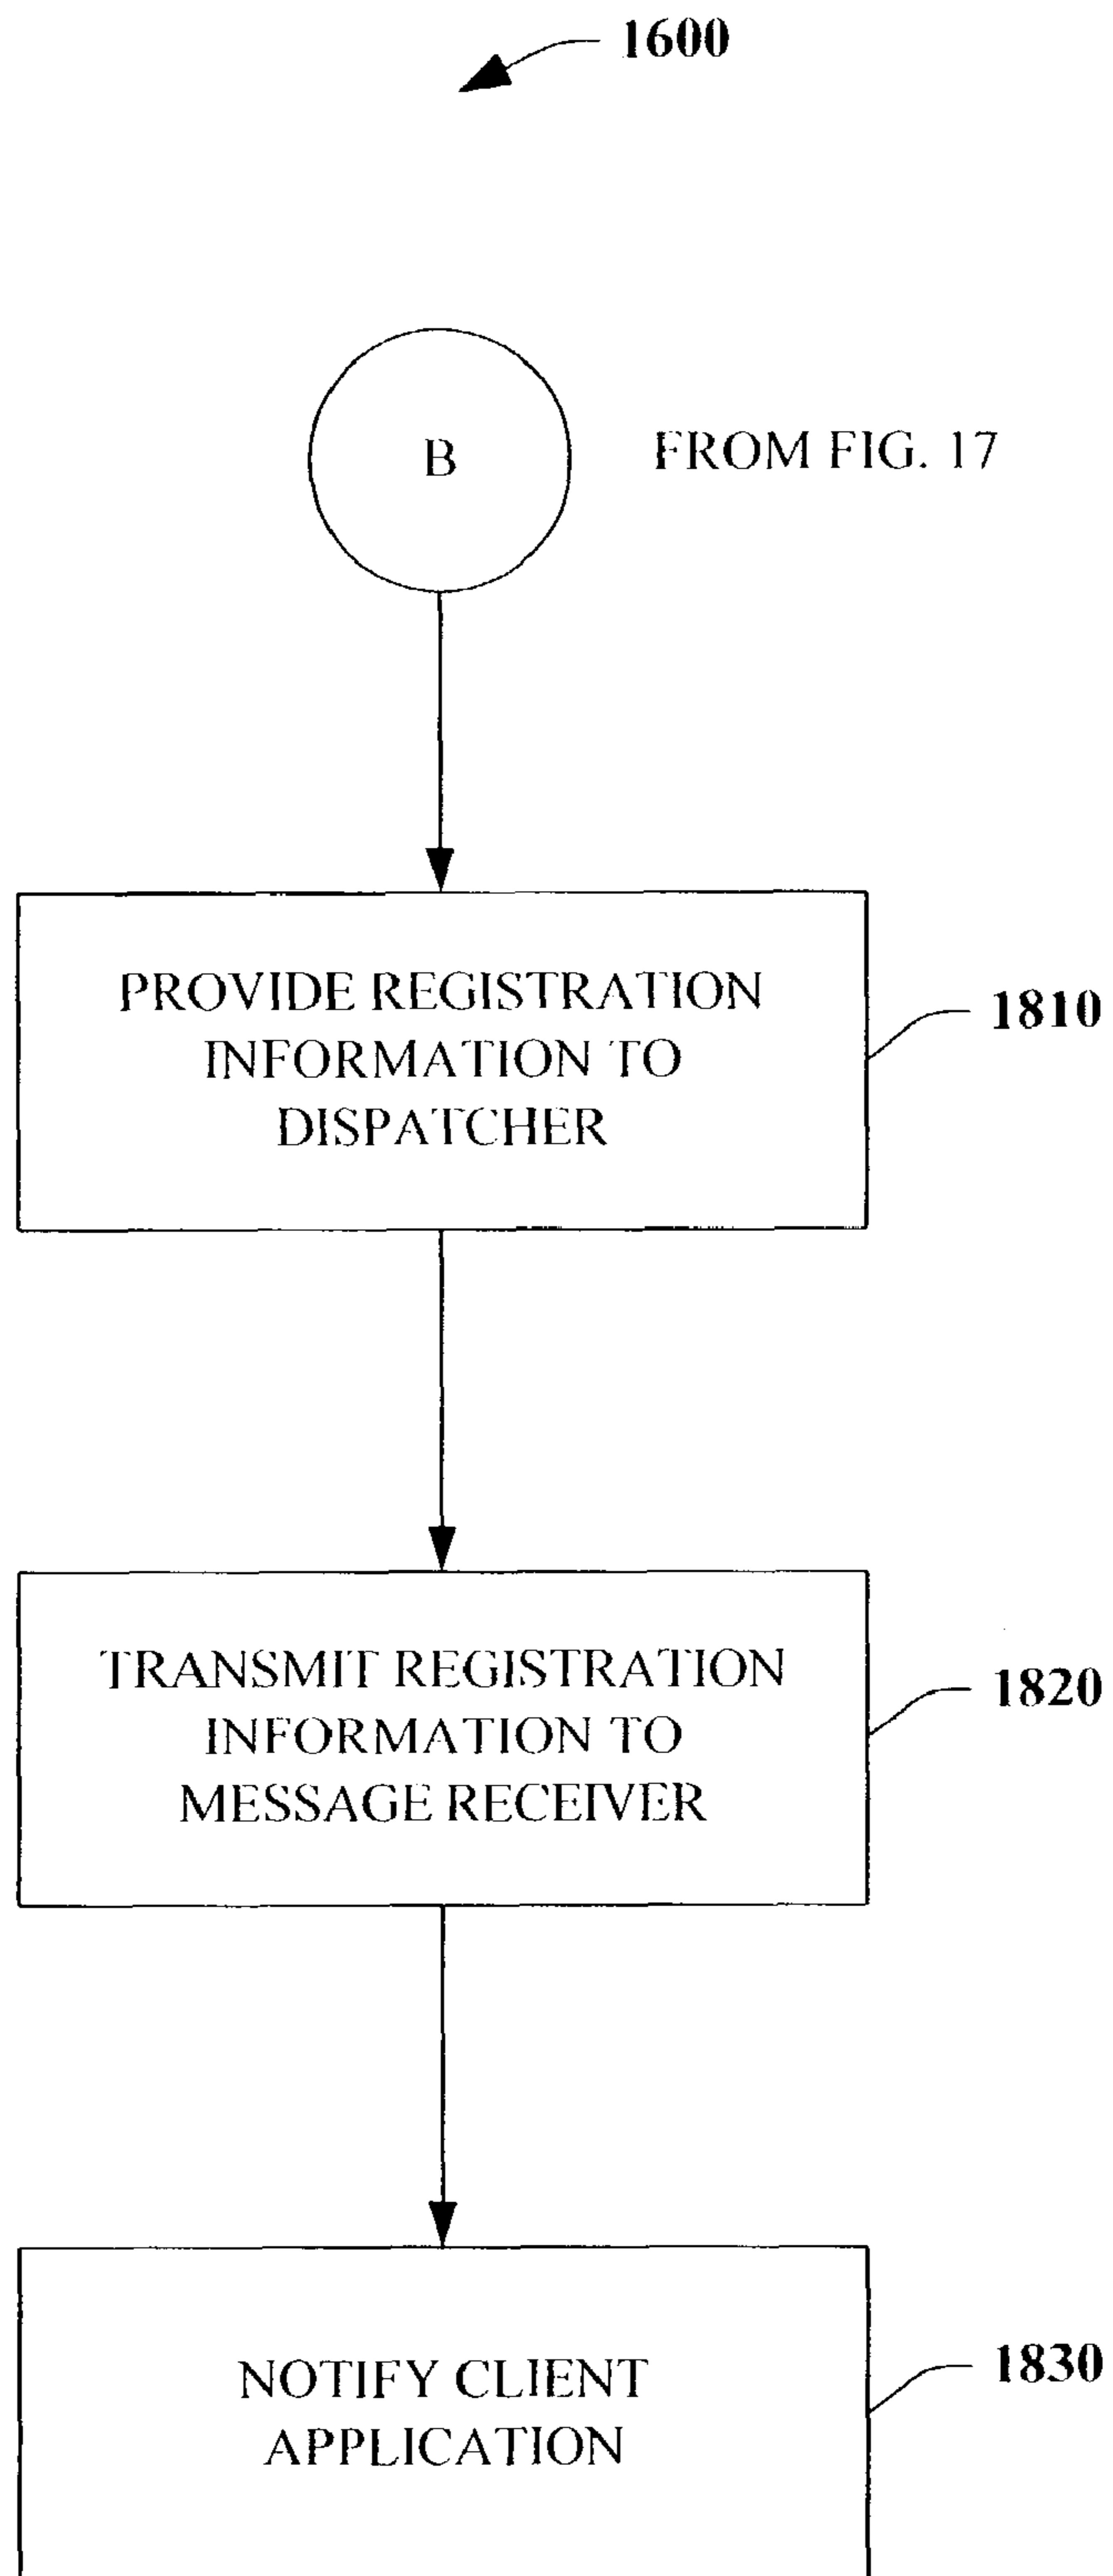 1600
B
FROM FIG. 17
PROVIDE REGISTRATION
INFORMATION TO
DISPATCHER
1810
TRANSMIT REGISTRATION
INFORMATION TO
MESSAGE RECEIVER
1820
NOTIFY CLIENT
APPLICATION
1830